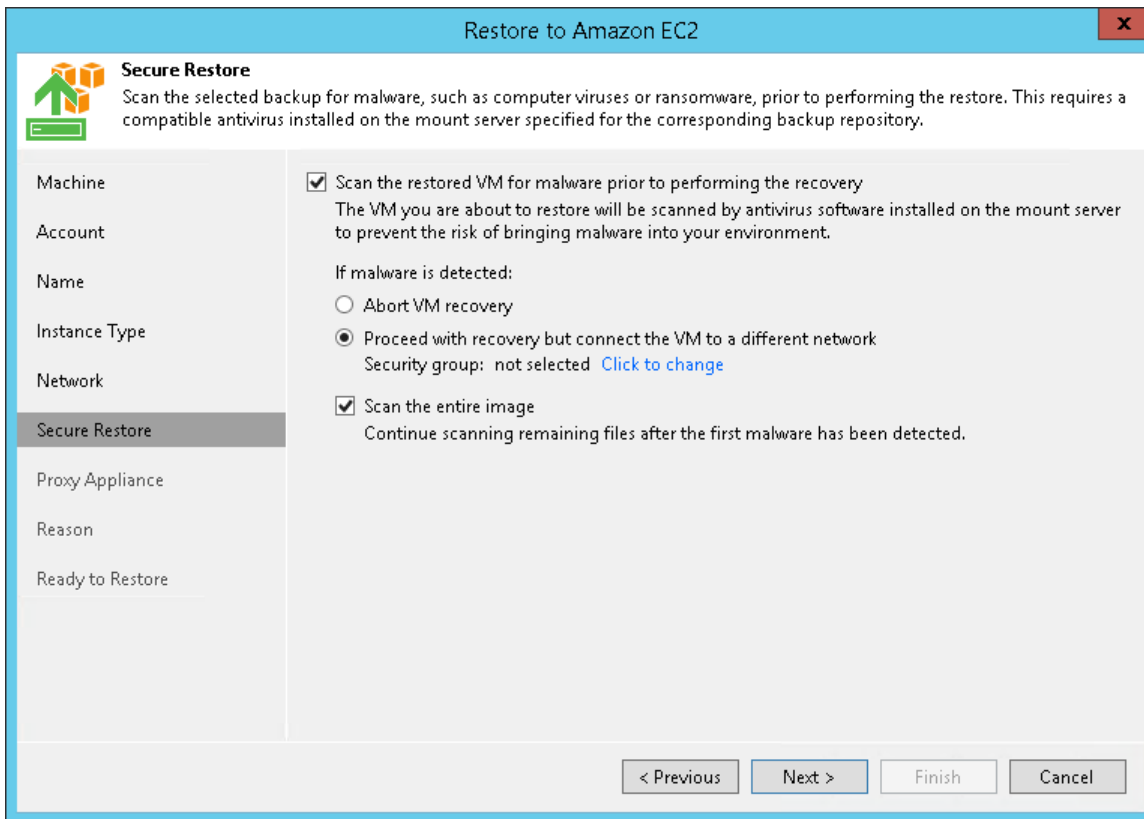 Restore to Amazon EC2
x
Secure Restore
Scan the selected backup for malware, such as computer viruses or ransomware, prior to performing the restore. This requires a
compatible antivirus installed on the mount server specified for the corresponding backup repository.
Machine
Account
Name
Instance Type
Network
Secure Restore
Proxy Appliance
Reason
Ready to Restore
Scan the restored VM for malware prior to performing the recovery
The VM you are about to restore will be scanned by antivirus software installed on the mount server
to prevent the risk of bringing malware into your environment.
If malware is detected:
Abort VM recovery
Proceed with recovery but connect the VM to a different network
Security group: not selected Click to change
Scan the entire image
Continue scanning remaining files after the first malware has been detected.
< Previous
Next >
Finish
Cancel